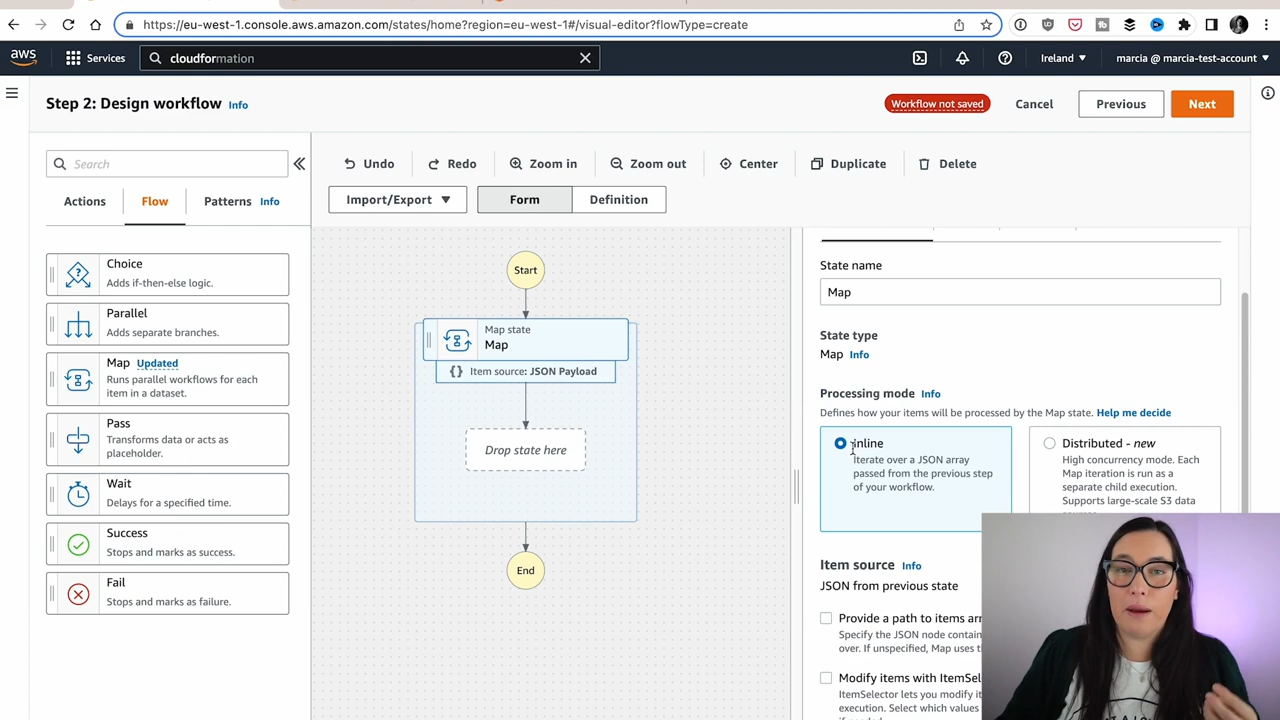 https://eu-west-1.console.aws.amazon.com/states/home?region=eu-west-1#/visual-editor?flowType=create
aws
Services
cloudformation
Ireland
marcia @ marcia-test-account
Step 2: Design workflow
Info
Workflow not saved
Cancel
Previous
Next
Search
Undo
Redo
Zoom in
Zoom out
Center
Duplicate
Delete
Actions
Flow
Patterns
Info
Import/Export
Form
Definition
Choice
Adds if-then-else logic.
Parallel
Adds separate branches.
Map Updated
Runs parallel workflows for each
item in a dataset.
Pass
Transforms data or acts as
placeholder.
Wait
Delays for a specified time.
Success
Stops and marks as success.
Fail
Stops and marks as failure.
Start
Map state
Map
{} Item source: JSON Payload
Drop state here
End
State name
Map
State type
Map Info
Processing mode Info
Defines how your items will be processed by the Map state. Help me decide
Inline
Iterate over a JSON array
passed from the previous step
of your workflow.
Distributed - new
High concurrency mode. Each
Map iteration is run as a
separate child execution.
Supports large-scale S3 data
Item source Info
JSON from previous state
Provide a path to items arr
Specify the JSON node contain
over. If unspecified, Map uses t
Modify items with ItemSel
ItemSelector lets you modify it
execution. Select which values